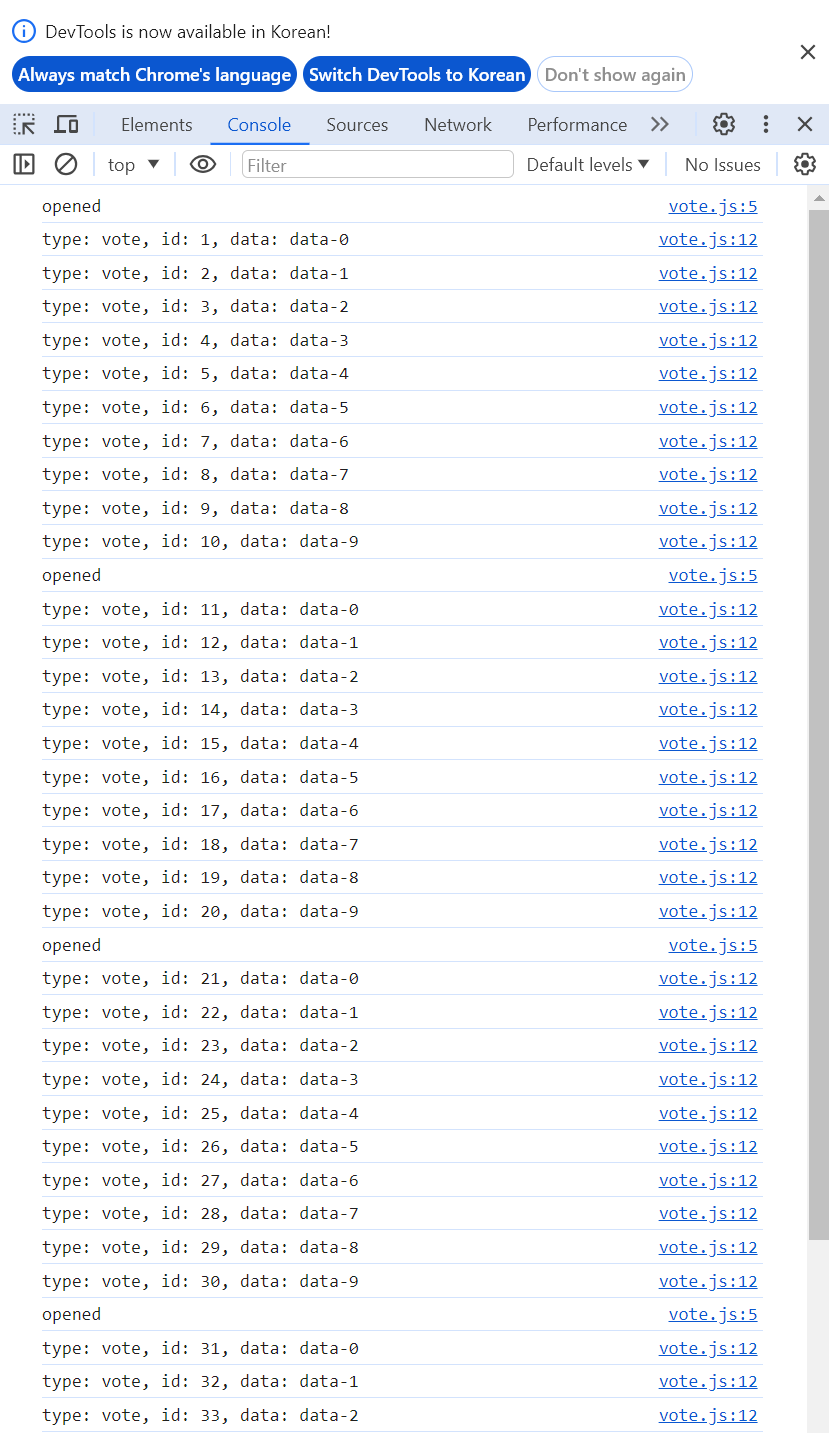 DevTools is now available in Korean!
Always match Chrome's language Switch DevTools to Korean Don't show again
Elements Console Sources Network Performance
top Filter Default levels No Issues
opened vote.js:5
type: vote, id: 1, data: data-0 vote.js:12
type: vote, id: 2, data: data-1 vote.js:12
type: vote, id: 3, data: data-2 vote.js:12
type: vote, id: 4, data: data-3 vote.js:12
type: vote, id: 5, data: data-4 vote.js:12
type: vote, id: 6, data: data-5 vote.js:12
type: vote, id: 7, data: data-6 vote.js:12
type: vote, id: 8, data: data-7 vote.js:12
type: vote, id: 9, data: data-8 vote.js:12
type: vote, id: 10, data: data-9 vote.js:12
opened vote.js:5
type: vote, id: 11, data: data-0 vote.js:12
type: vote, id: 12, data: data-1 vote.js:12
type: vote, id: 13, data: data-2 vote.js:12
type: vote, id: 14, data: data-3 vote.js:12
type: vote, id: 15, data: data-4 vote.js:12
type: vote, id: 16, data: data-5 vote.js:12
type: vote, id: 17, data: data-6 vote.js:12
type: vote, id: 18, data: data-7 vote.js:12
type: vote, id: 19, data: data-8 vote.js:12
type: vote, id: 20, data: data-9 vote.js:12
opened vote.js:5
type: vote, id: 21, data: data-0 vote.js:12
type: vote, id: 22, data: data-1 vote.js:12
type: vote, id: 23, data: data-2 vote.js:12
type: vote, id: 24, data: data-3 vote.js:12
type: vote, id: 25, data: data-4 vote.js:12
type: vote, id: 26, data: data-5 vote.js:12
type: vote, id: 27, data: data-6 vote.js:12
type: vote, id: 28, data: data-7 vote.js:12
type: vote, id: 29, data: data-8 vote.js:12
type: vote, id: 30, data: data-9 vote.js:12
opened vote.js:5
type: vote, id: 31, data: data-0 vote.js:12
type: vote, id: 32, data: data-1 vote.js:12
type: vote, id: 33, data: data-2 vote.js:12